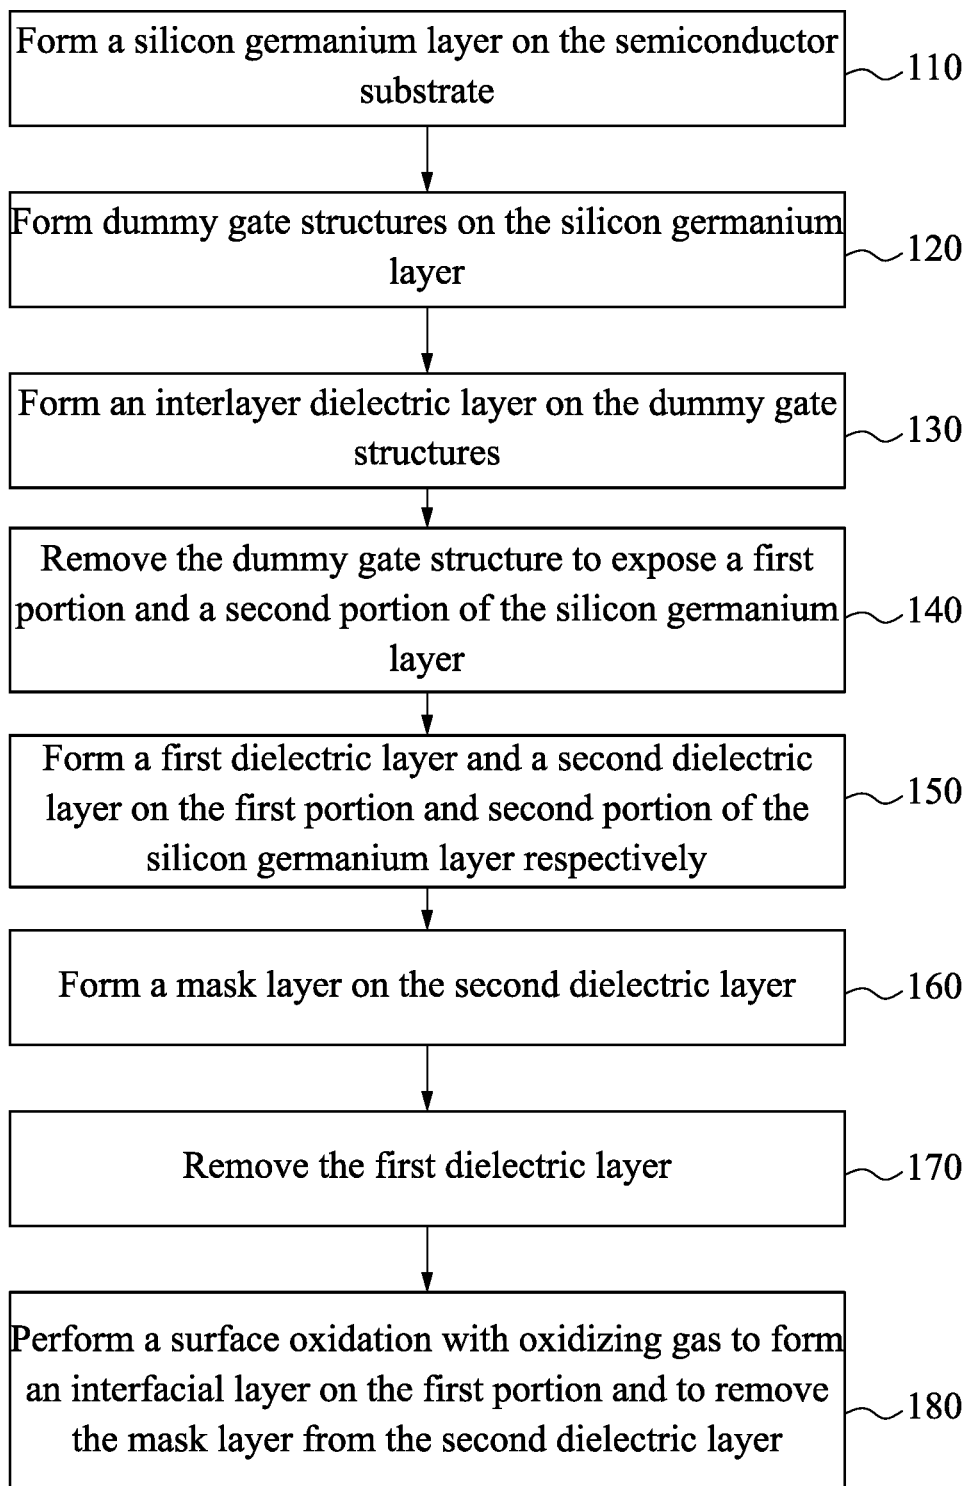 Form a silicon germanium layer on the semiconductor
substrate
110
Form dummy gate structures on the silicon germanium
layer
120
Form an interlayer dielectric layer on the dummy gate
structures
130
Remove the dummy gate structure to expose a first
portion and a second portion of the silicon germanium
layer
140
Form a first dielectric layer and a second dielectric
layer on the first portion and second portion of the
silicon germanium layer respectively
150
Form a mask layer on the second dielectric layer
160
Remove the first dielectric layer
170
Perform a surface oxidation with oxidizing gas to form
an interfacial layer on the first portion and to remove
the mask layer from the second dielectric layer
180